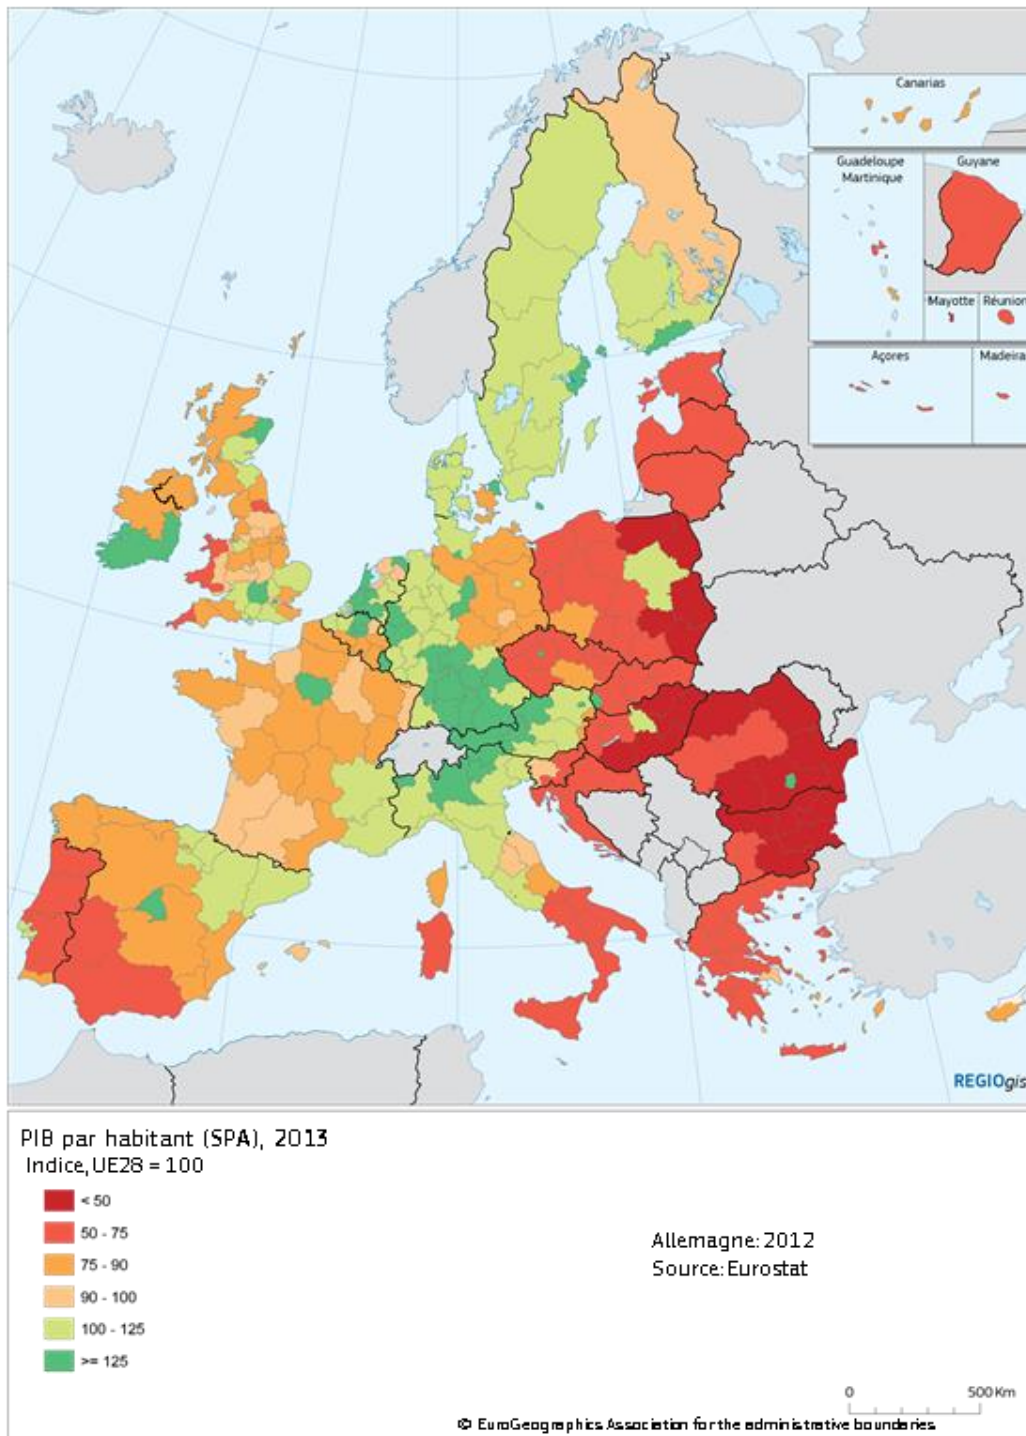 Canarias
Guadeloupe
Martinique
Guyane
Mayotte
Réunion
Açores
Madeira
REGIOgis
PIB par habitant (SPA), 2013
Indice, UE28 = 100
< 50
50 - 75
75 - 90
90 - 100
100 - 125
>= 125
Allemagne: 2012
Source: Eurostat
0 500 Km
© EuroGeographics Association for the administrative boundaries